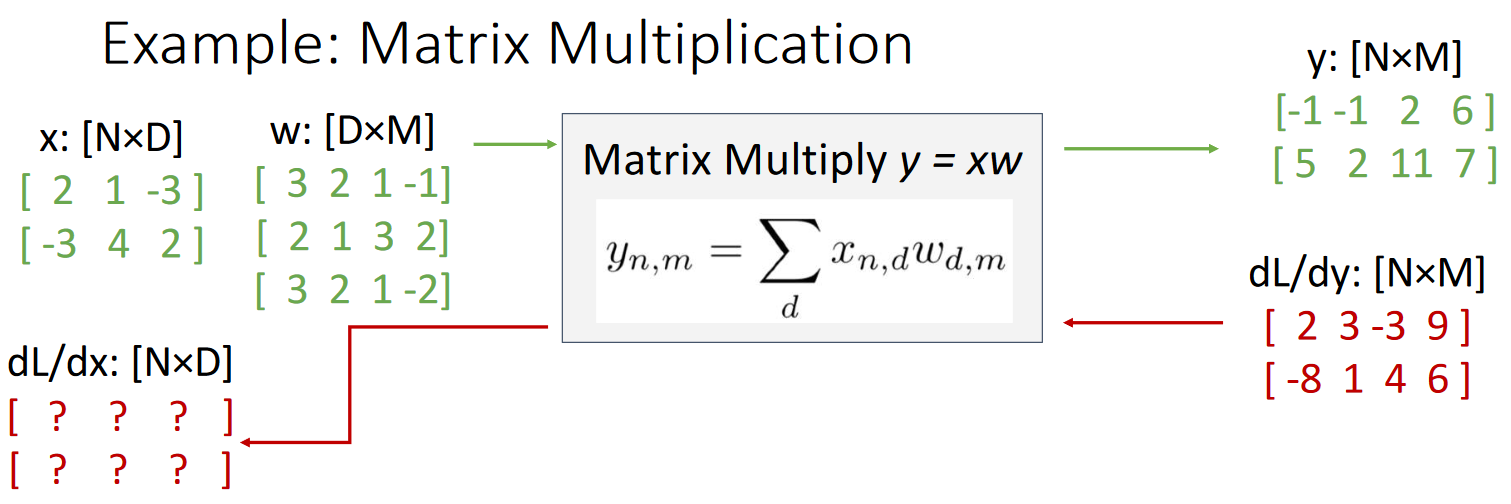 Example: Matrix Multiplication
x: [N×D]
[ 2 1 -3 ]
[ -3 4 2 ]
w: [D×M]
[ 3 2 1 -1]
[ 2 1 3 2]
[ 3 2 1 -2]
Matrix Multiply y = xw
y_{n,m} = \sum_{d} x_{n,d} w_{d,m}
y: [N×M]
[-1 -1 2 6 ]
[ 5 2 11 7 ]
dL/dy: [N×M]
[ 2 3 -3 9 ]
[ -8 1 4 6 ]
dL/dx: [N×D]
[ ? ? ? ]
[ ? ? ? ]